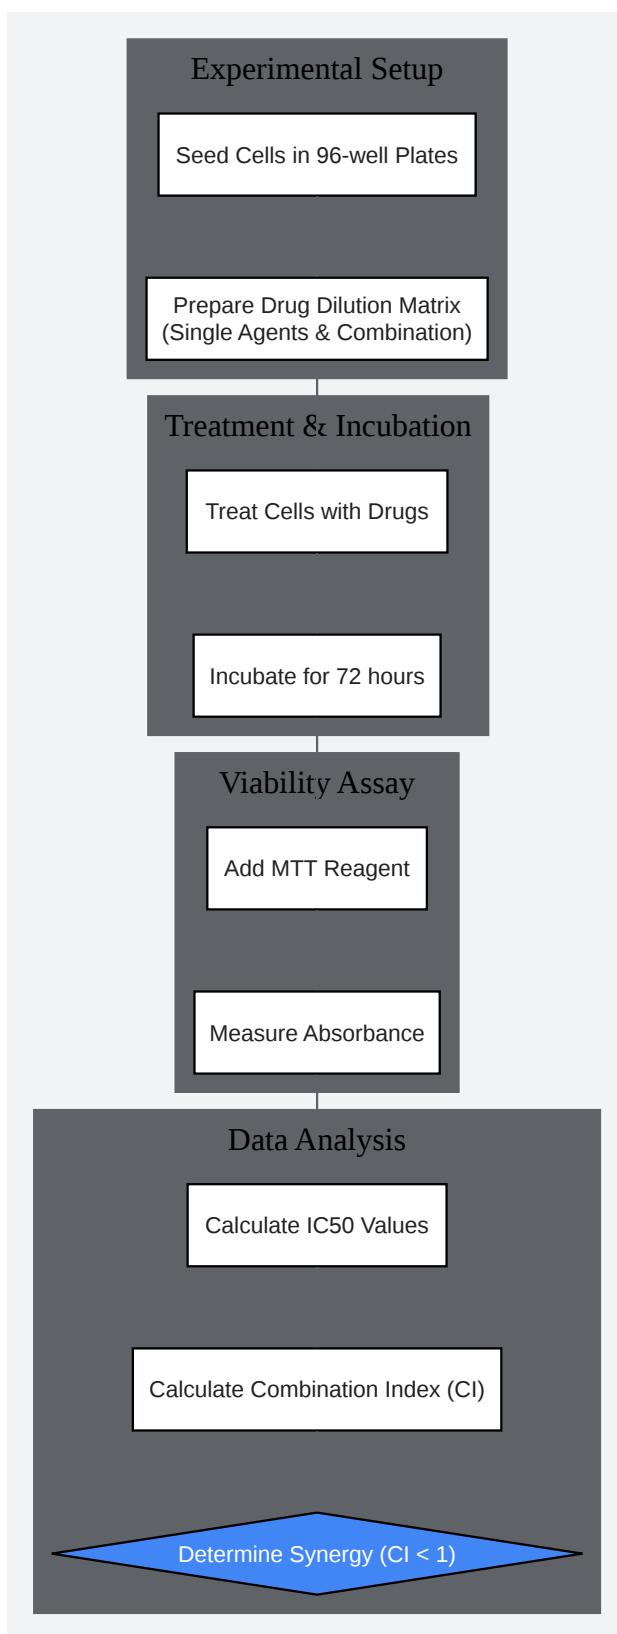 Experimental Setup
Seed Cells in 96-well Plates
Prepare Drug Dilution Matrix
(Single Agents & Combination)
Treatment & Incubation
Treat Cells with Drugs
Incubate for 72 hours
Viability Assay
Add MTT Reagent
Measure Absorbance
Data Analysis
Calculate IC50 Values
Calculate Combination Index (CI)
Determine Synergy (CI < 1)